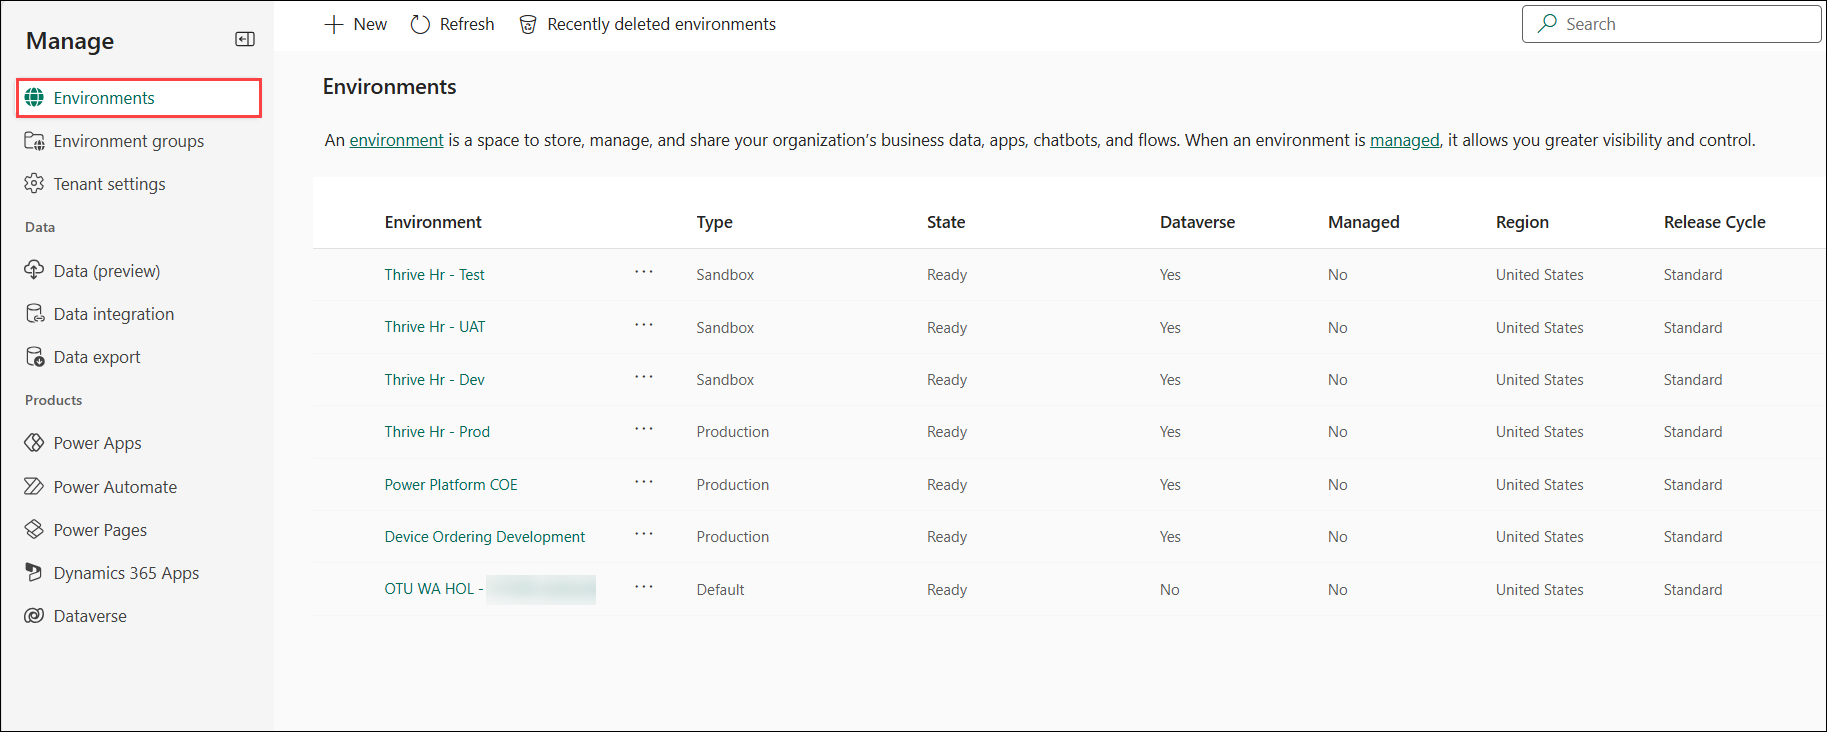 Manage
Environments
Environment groups
Tenant settings
Data
Data (preview)
Data integration
Data export
Products
Power Apps
Power Automate
Power Pages
Dynamics 365 Apps
Dataverse
New Refresh Recently deleted environments Search
Environments
An environment is a space to store, manage, and share your organization's business data, apps, chatbots, and flows. When an environment is managed, it allows you greater visibility and control.
Environment Type State Dataverse Managed Region Release Cycle
Thrive Hr - Test ··· Sandbox Ready Yes No United States Standard
Thrive Hr - UAT ··· Sandbox Ready Yes No United States Standard
Thrive Hr - Dev ··· Sandbox Ready Yes No United States Standard
Thrive Hr - Prod ··· Production Ready Yes No United States Standard
Power Platform COE ··· Production Ready Yes No United States Standard
Device Ordering Development ··· Production Ready Yes No United States Standard
OTU WA HOL - ··· Default Ready No No United States Standard